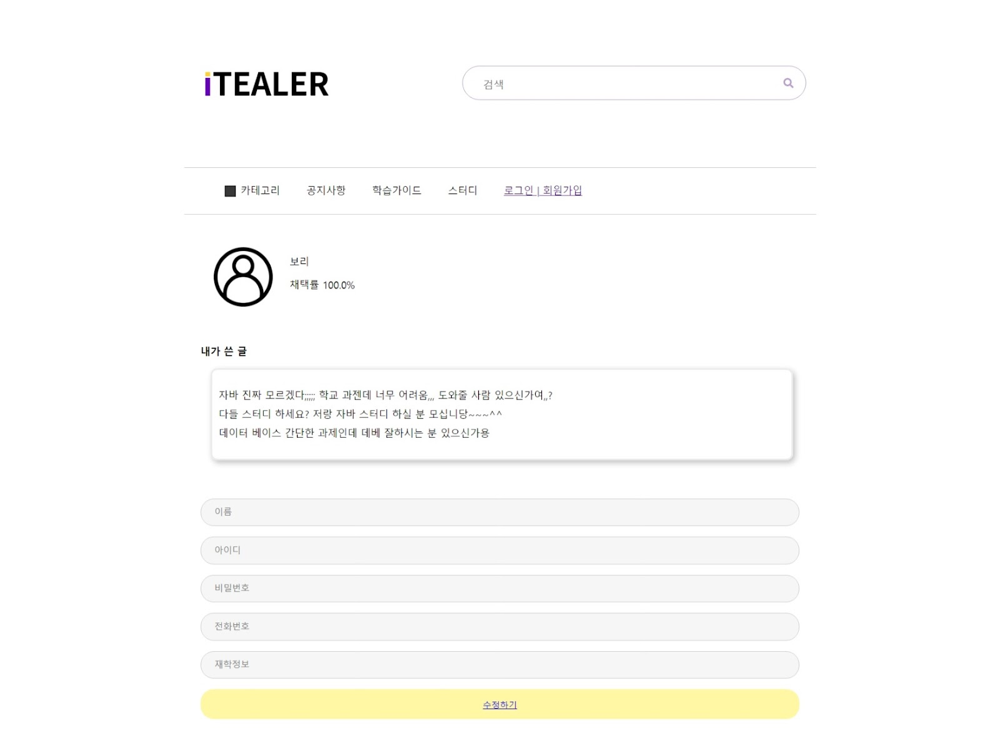 iTEALER
검색
카테고리 공지사항 학습가이드 스터디 로그인 | 회원가입
보리
채택률 100.0%
내가 쓴 글
자바 진짜 모르겠다;;;;; 학교 과젠데 너무 어려움,,, 도와줄 사람 있으신가여,,?
다들 스터디 하세요? 저랑 자바 스터디 하실 분 모십니당~~~^^
데이터 베이스 간단한 과제인데 데베 잘하시는 분 있으신가용
이름
아이디
비밀번호
전화번호
재학정보
수정하기